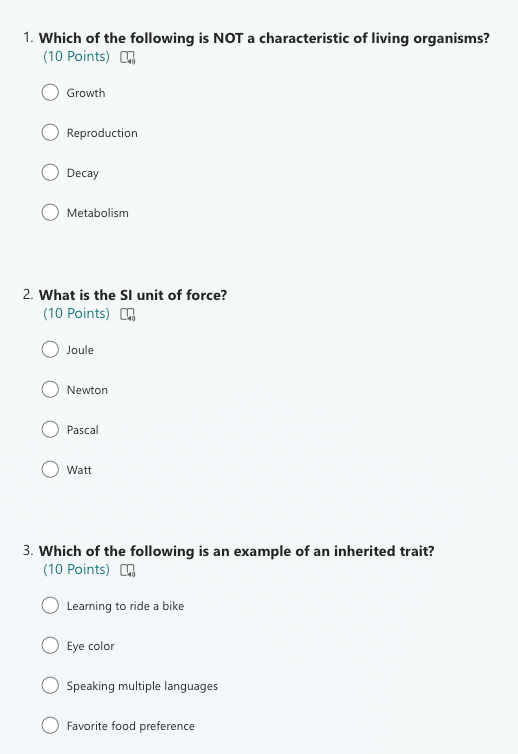 1. Which of the following is NOT a characteristic of living organisms?
(10 Points)
Growth
Reproduction
Decay
Metabolism
2. What is the SI unit of force?
(10 Points)
Joule
Newton
Pascal
Watt
3. Which of the following is an example of an inherited trait?
(10 Points)
Learning to ride a bike
Eye color
Speaking multiple languages
Favorite food preference